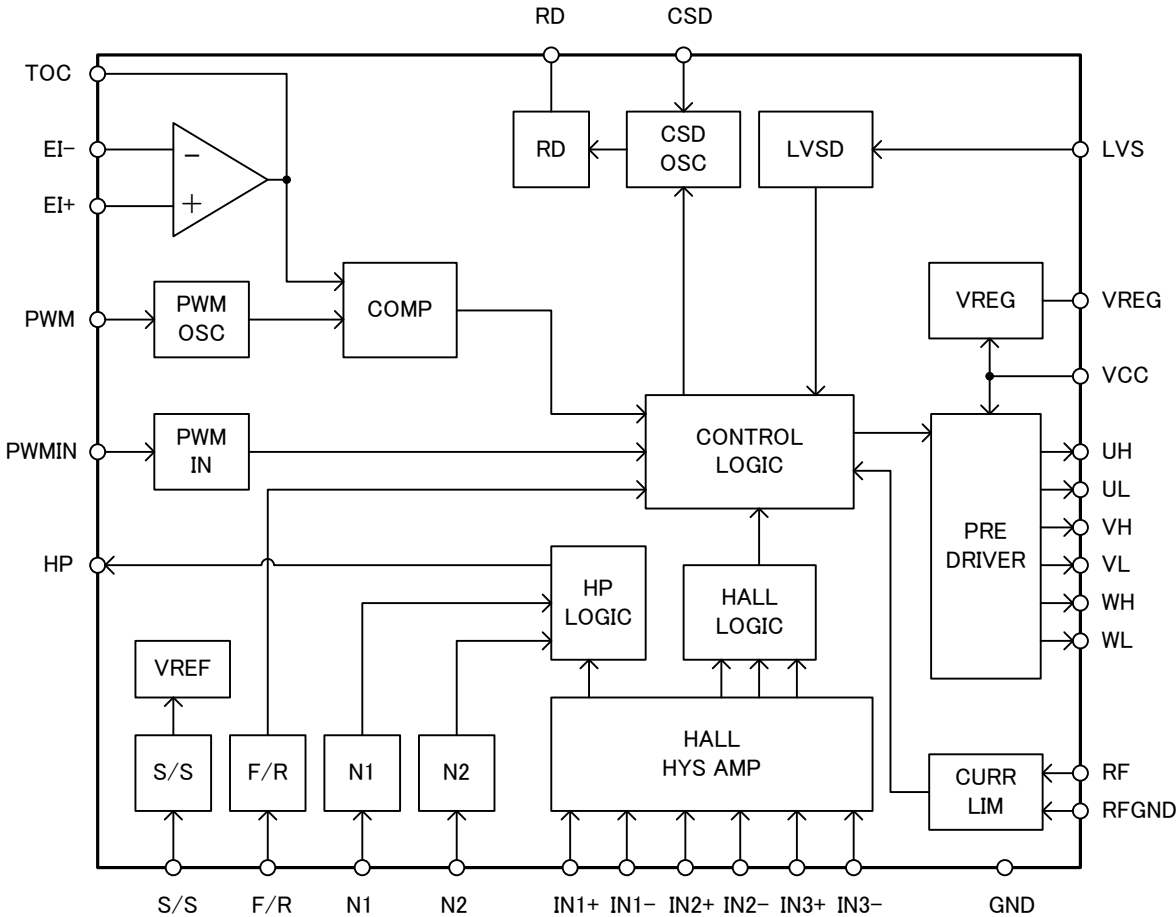 RD
CSD
TOC
EI-
EI+
−
+
RD
CSD
OSC
LVSD
LVS
PWM
PWM
OSC
COMP
VREG
VREG
VCC
PWMIN
PWM
IN
CONTROL
LOGIC
PRE
DRIVER
UH
UL
VH
VL
WH
WL
HP
HP
LOGIC
HALL
LOGIC
VREF
S/S
F/R
N1
N2
HALL
HYS AMP
CURR
LIM
RF
RFGND
S/S
F/R
N1
N2
IN1+
IN1-
IN2+
IN2-
IN3+
IN3-
GND